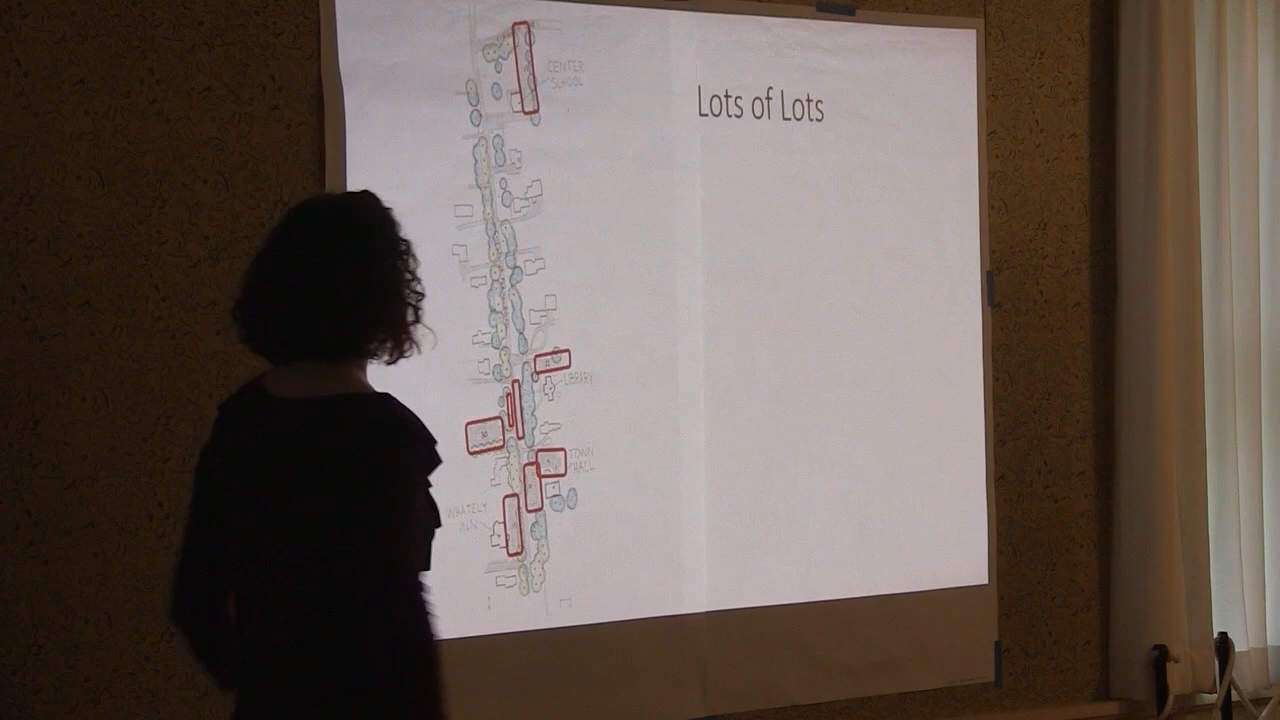 Lots of Lots
CENTER
SCHOOL
LIBRARY
TOWN
HALL
WHATELY
INN